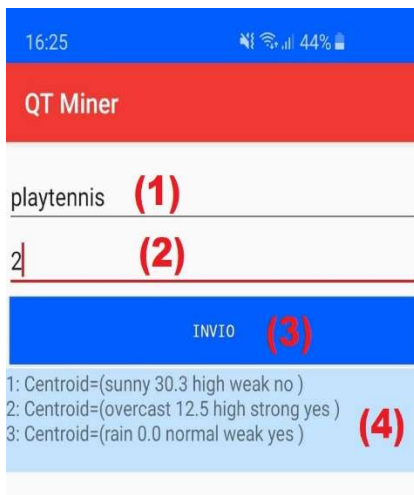 16:25 44%
QT Miner
playtennis (1)
2 (2)
INVIO (3)
1: Centroid=(sunny 30.3 high weak no )
2: Centroid=(overcast 12.5 high strong yes )
3: Centroid=(rain 0.0 normal weak yes )
(4)